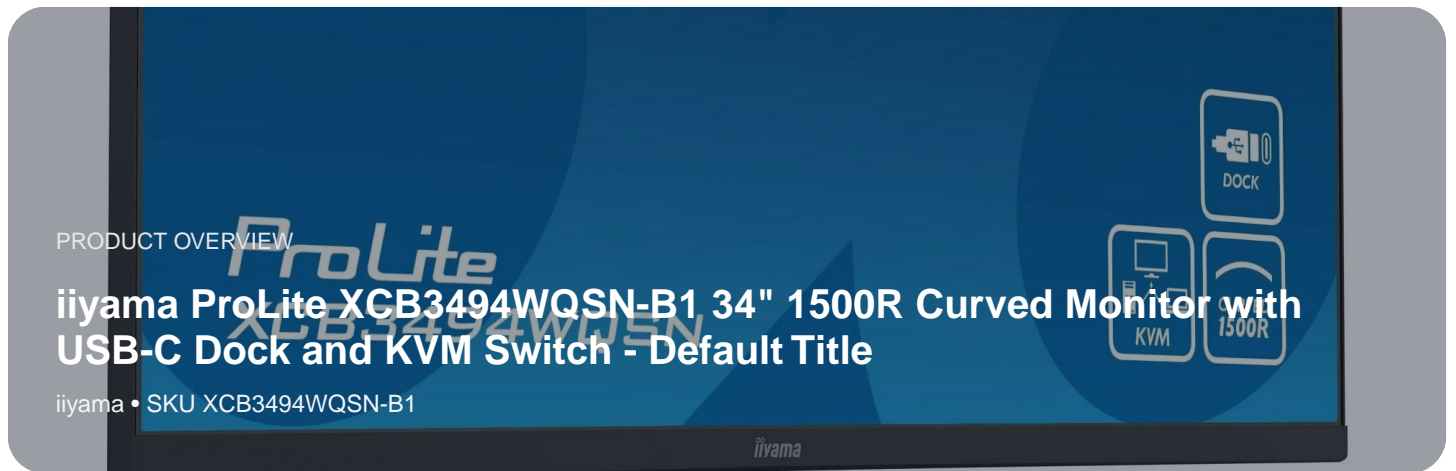 DOCK
PRODUCT OVERVIEW
ProLite
iiyama ProLite XCB3494WQSN-B1 34" 1500R Curved Monitor with
USB-C Dock and KVM Switch - Default Title
XCB3494WQSN
KVM
1500R
iiyama • SKU XCB3494WQSN-B1
iiyama